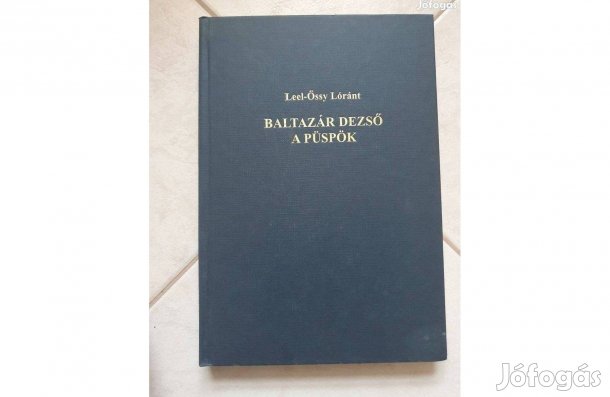 Jófogás
Leel-Őssy Lóránt
BALTAZÁR DEZSŐ
A PÜSPÖK
Jófogás